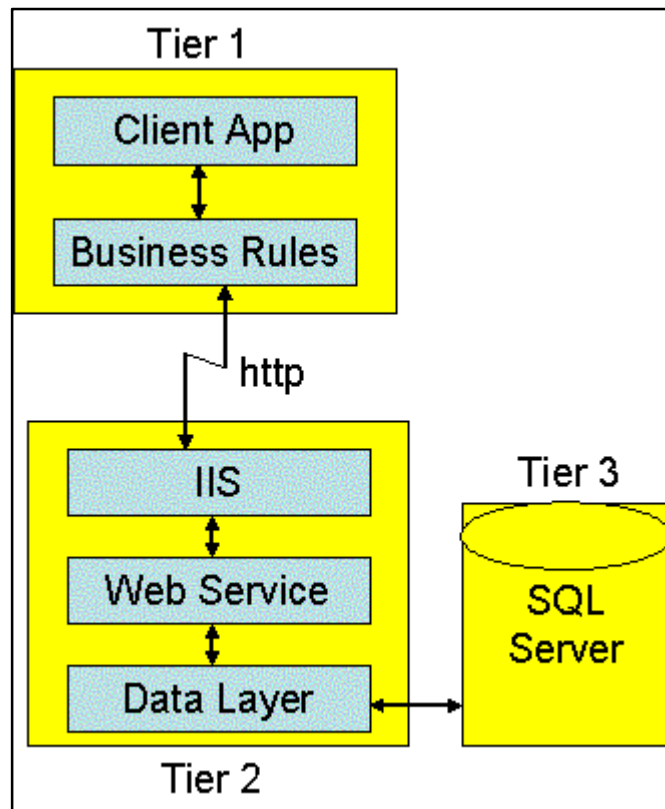 Tier 1
Client App
Business Rules
http
IIS
Web Service
Data Layer
Tier 2
Tier 3
SQL
Server